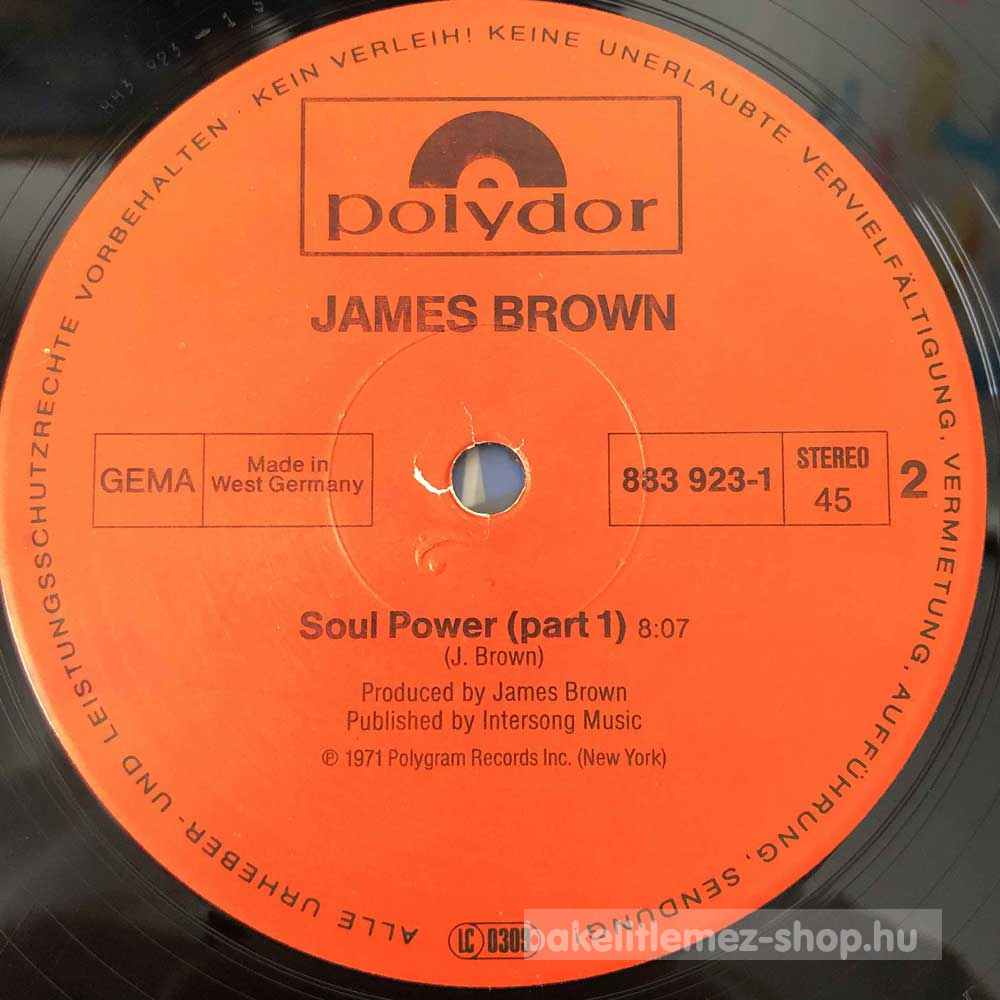 ALLE URHEBER- UND LEISTUNGSSCHUTZRECHTE VORBEHALTEN · KEIN VERLEIH! KEINE UNERLAUBTE VERVIELFÄLTIGUNG, VERMIETUNG, AUFFÜHRUNG, SENDUNG
polydor
JAMES BROWN
GEMA
Made in
West Germany
883 923-1
STEREO
45
2
Soul Power (part 1) 8:07
(J. Brown)
Produced by James Brown
Published by Intersong Music
℗ 1971 Polygram Records Inc. (New York)
LC
bakelitlemez-shop.hu